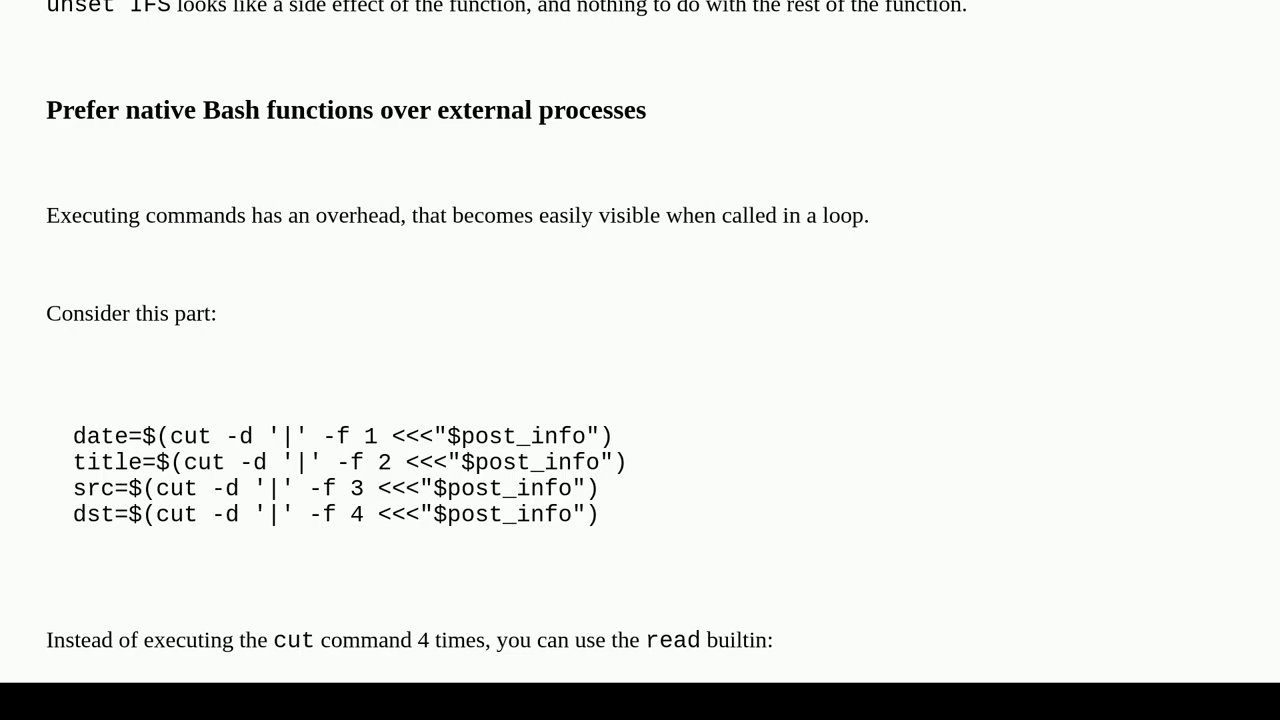 unset IFS looks like a side effect of the function, and nothing to do with the rest of the function.
Prefer native Bash functions over external processes
Executing commands has an overhead, that becomes easily visible when called in a loop.
Consider this part:
date=$(cut -d '|' -f 1 <<<"$post_info")
title=$(cut -d '|' -f 2 <<<"$post_info")
src=$(cut -d '|' -f 3 <<<"$post_info")
dst=$(cut -d '|' -f 4 <<<"$post_info")
Instead of executing the cut command 4 times, you can use the read builtin: